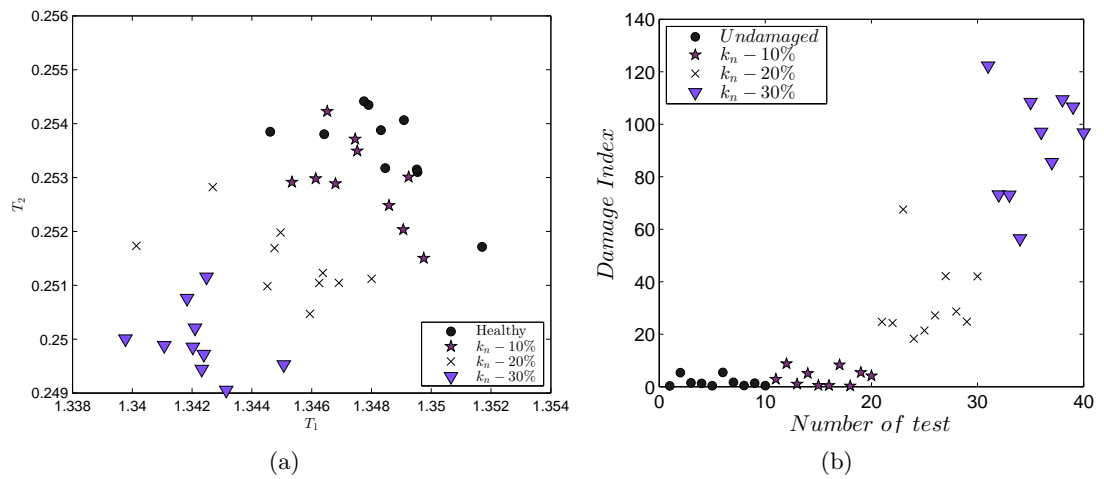 0.256
0.255
0.254
0.253
0.252
0.251
0.25
0.249
T₂
1.338
1.34
1.342
1.344
1.346
1.348
1.35
1.352
1.354
T₁
Healthy
kₙ − 10%
kₙ − 20%
kₙ − 30%
(a)
140
120
100
80
60
40
20
0
Damage Index
0
10
20
30
40
Number of test
Undamaged
kₙ − 10%
kₙ − 20%
kₙ − 30%
(b)